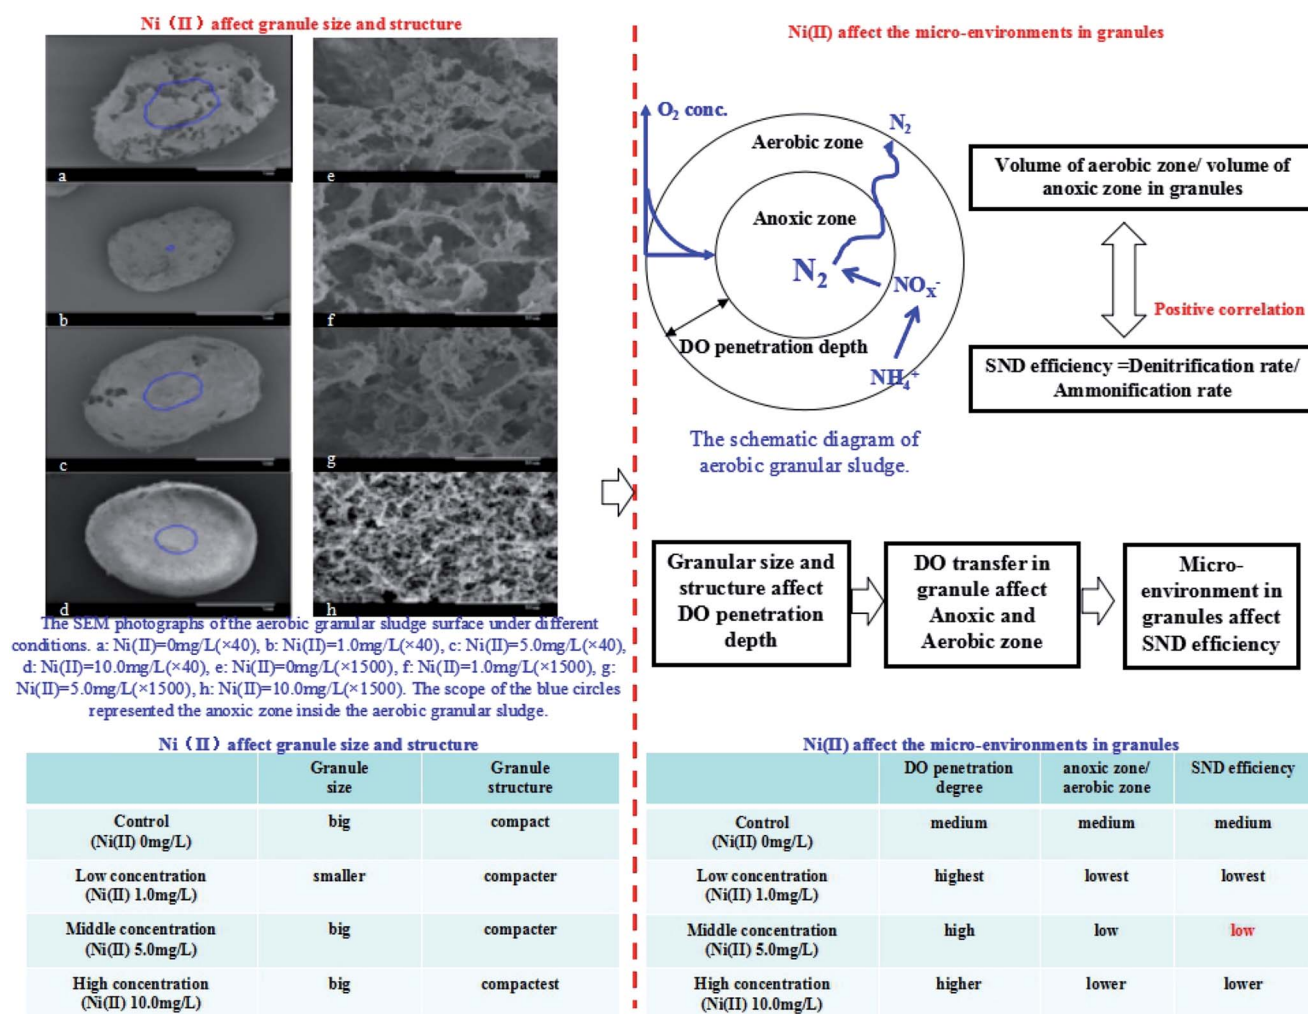 Ni（II）affect granule size and structure
a
e
b
f
c
g
d
h
The SEM photographs of the aerobic granular sludge surface under different
conditions. a: Ni(II)=0mg/L(×40), b: Ni(II)=1.0mg/L(×40), c: Ni(II)=5.0mg/L(×40),
d: Ni(II)=10.0mg/L(×40), e: Ni(II)=0mg/L(×1500), f: Ni(II)=1.0mg/L(×1500), g:
Ni(II)=5.0mg/L(×1500), h: Ni(II)=10.0mg/L(×1500). The scope of the blue circles
represented the anoxic zone inside the aerobic granular sludge.
Ni(II) affect the micro-environments in granules
O₂ conc.
N₂
Aerobic zone
Anoxic zone
N₂
NOₓ⁻
DO penetration depth
NH₄⁺
The schematic diagram of
aerobic granular sludge.
Volume of aerobic zone/ volume of
anoxic zone in granules
Positive correlation
SND efficiency =Denitrification rate/
Ammonification rate
Granular size and
structure affect
DO penetration
depth
DO transfer in
granule affect
Anoxic and
Aerobic zone
Micro-
environment in
granules affect
SND efficiency
Ni（II）affect granule size and structure
Granule
size
Granule
structure
Control
(Ni(II) 0mg/L)
big
compact
Low concentration
(Ni(II) 1.0mg/L)
smaller
compacter
Middle concentration
(Ni(II) 5.0mg/L)
big
compacter
High concentration
(Ni(II) 10.0mg/L)
big
compactest
Ni(II) affect the micro-environments in granules
DO penetration
degree
anoxic zone/
aerobic zone
SND efficiency
Control
(Ni(II) 0mg/L)
medium
medium
medium
Low concentration
(Ni(II) 1.0mg/L)
highest
lowest
lowest
Middle concentration
(Ni(II) 5.0mg/L)
high
low
low
High concentration
(Ni(II) 10.0mg/L)
higher
lower
lower